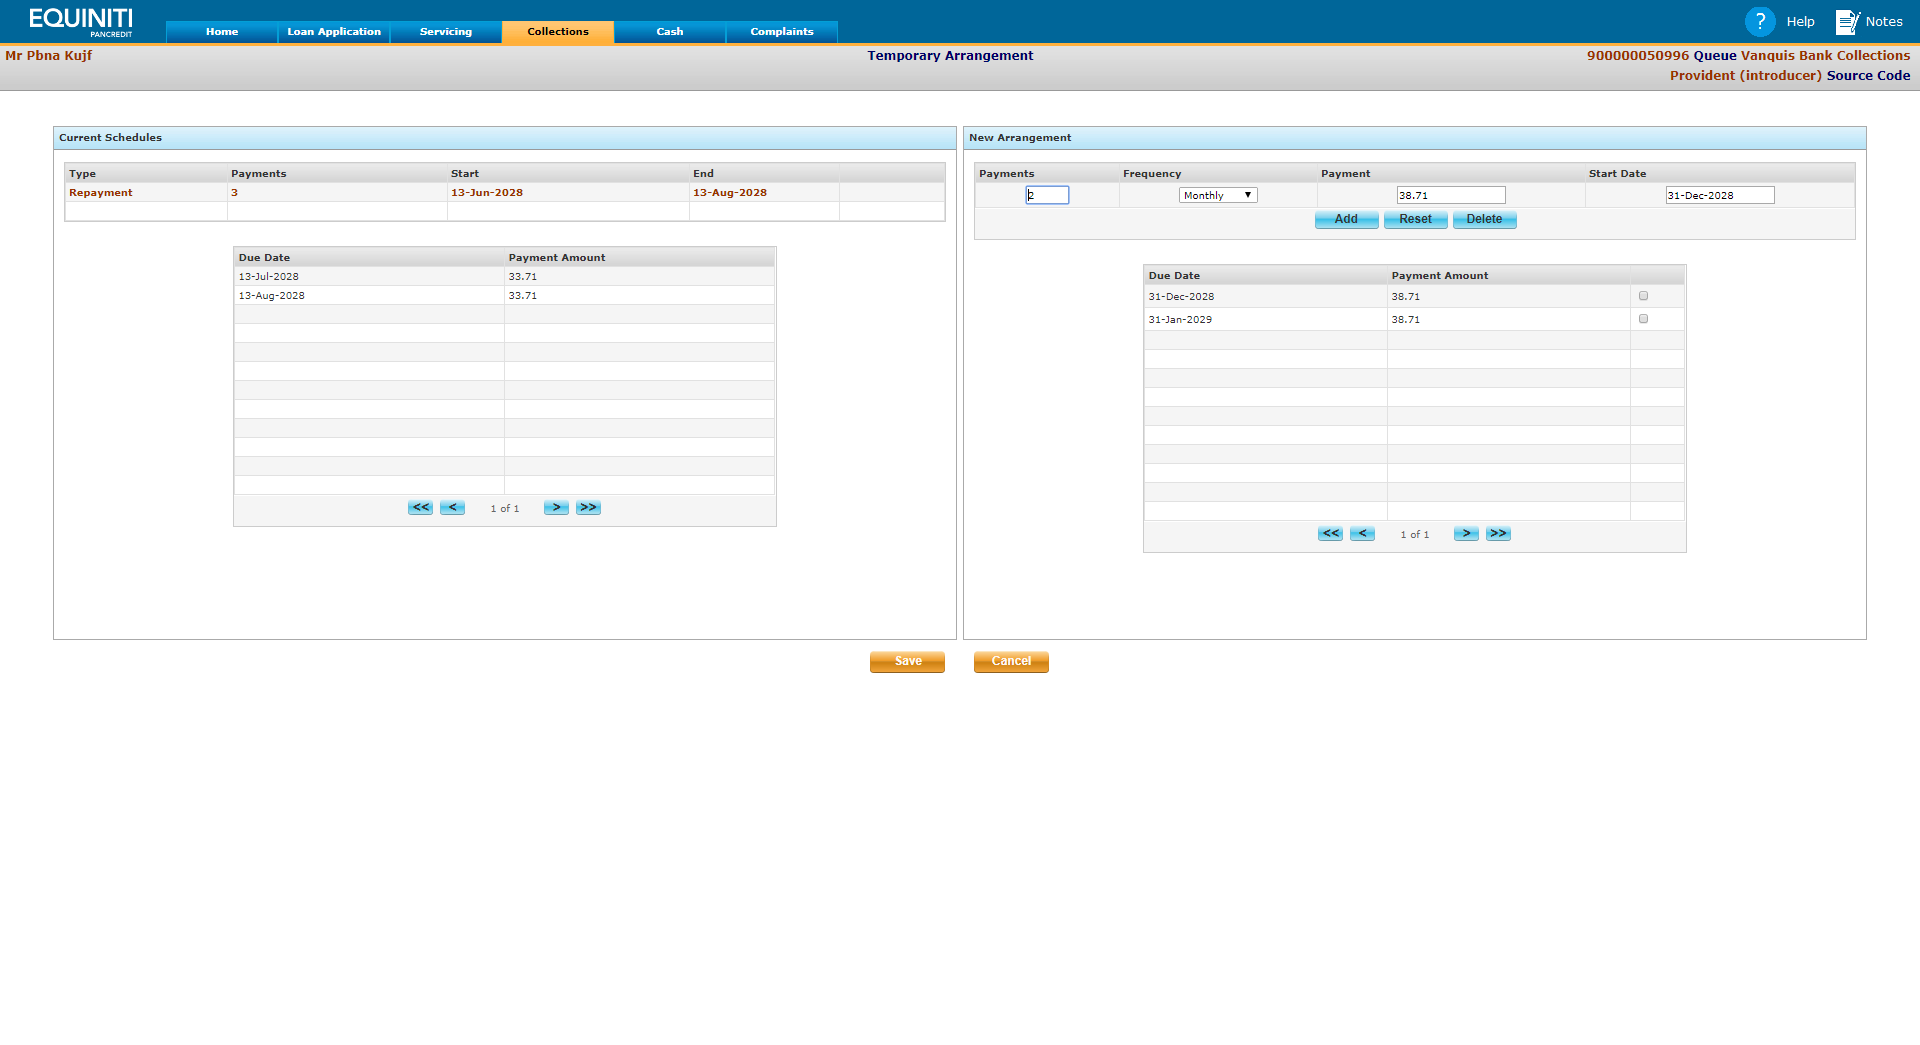 EQUINITI
PANCREDIT
Home Loan Application Servicing Collections Cash Complaints
? Help Notes
Mr Pbna Kujf Temporary Arrangement 900000050996 Queue Vanquis Bank Collections
Provident (introducer) Source Code
Current Schedules
Type Payments Start End
Repayment 3 13-Jun-2028 13-Aug-2028
Due Date Payment Amount
13-Jul-2028 33.71
13-Aug-2028 33.71
<< < 1 of 1 > >>
New Arrangement
Payments Frequency Payment Start Date
2 Monthly 38.71 31-Dec-2028
Add Reset Delete
Due Date Payment Amount
31-Dec-2028 38.71
31-Jan-2029 38.71
<< < 1 of 1 > >>
Save Cancel